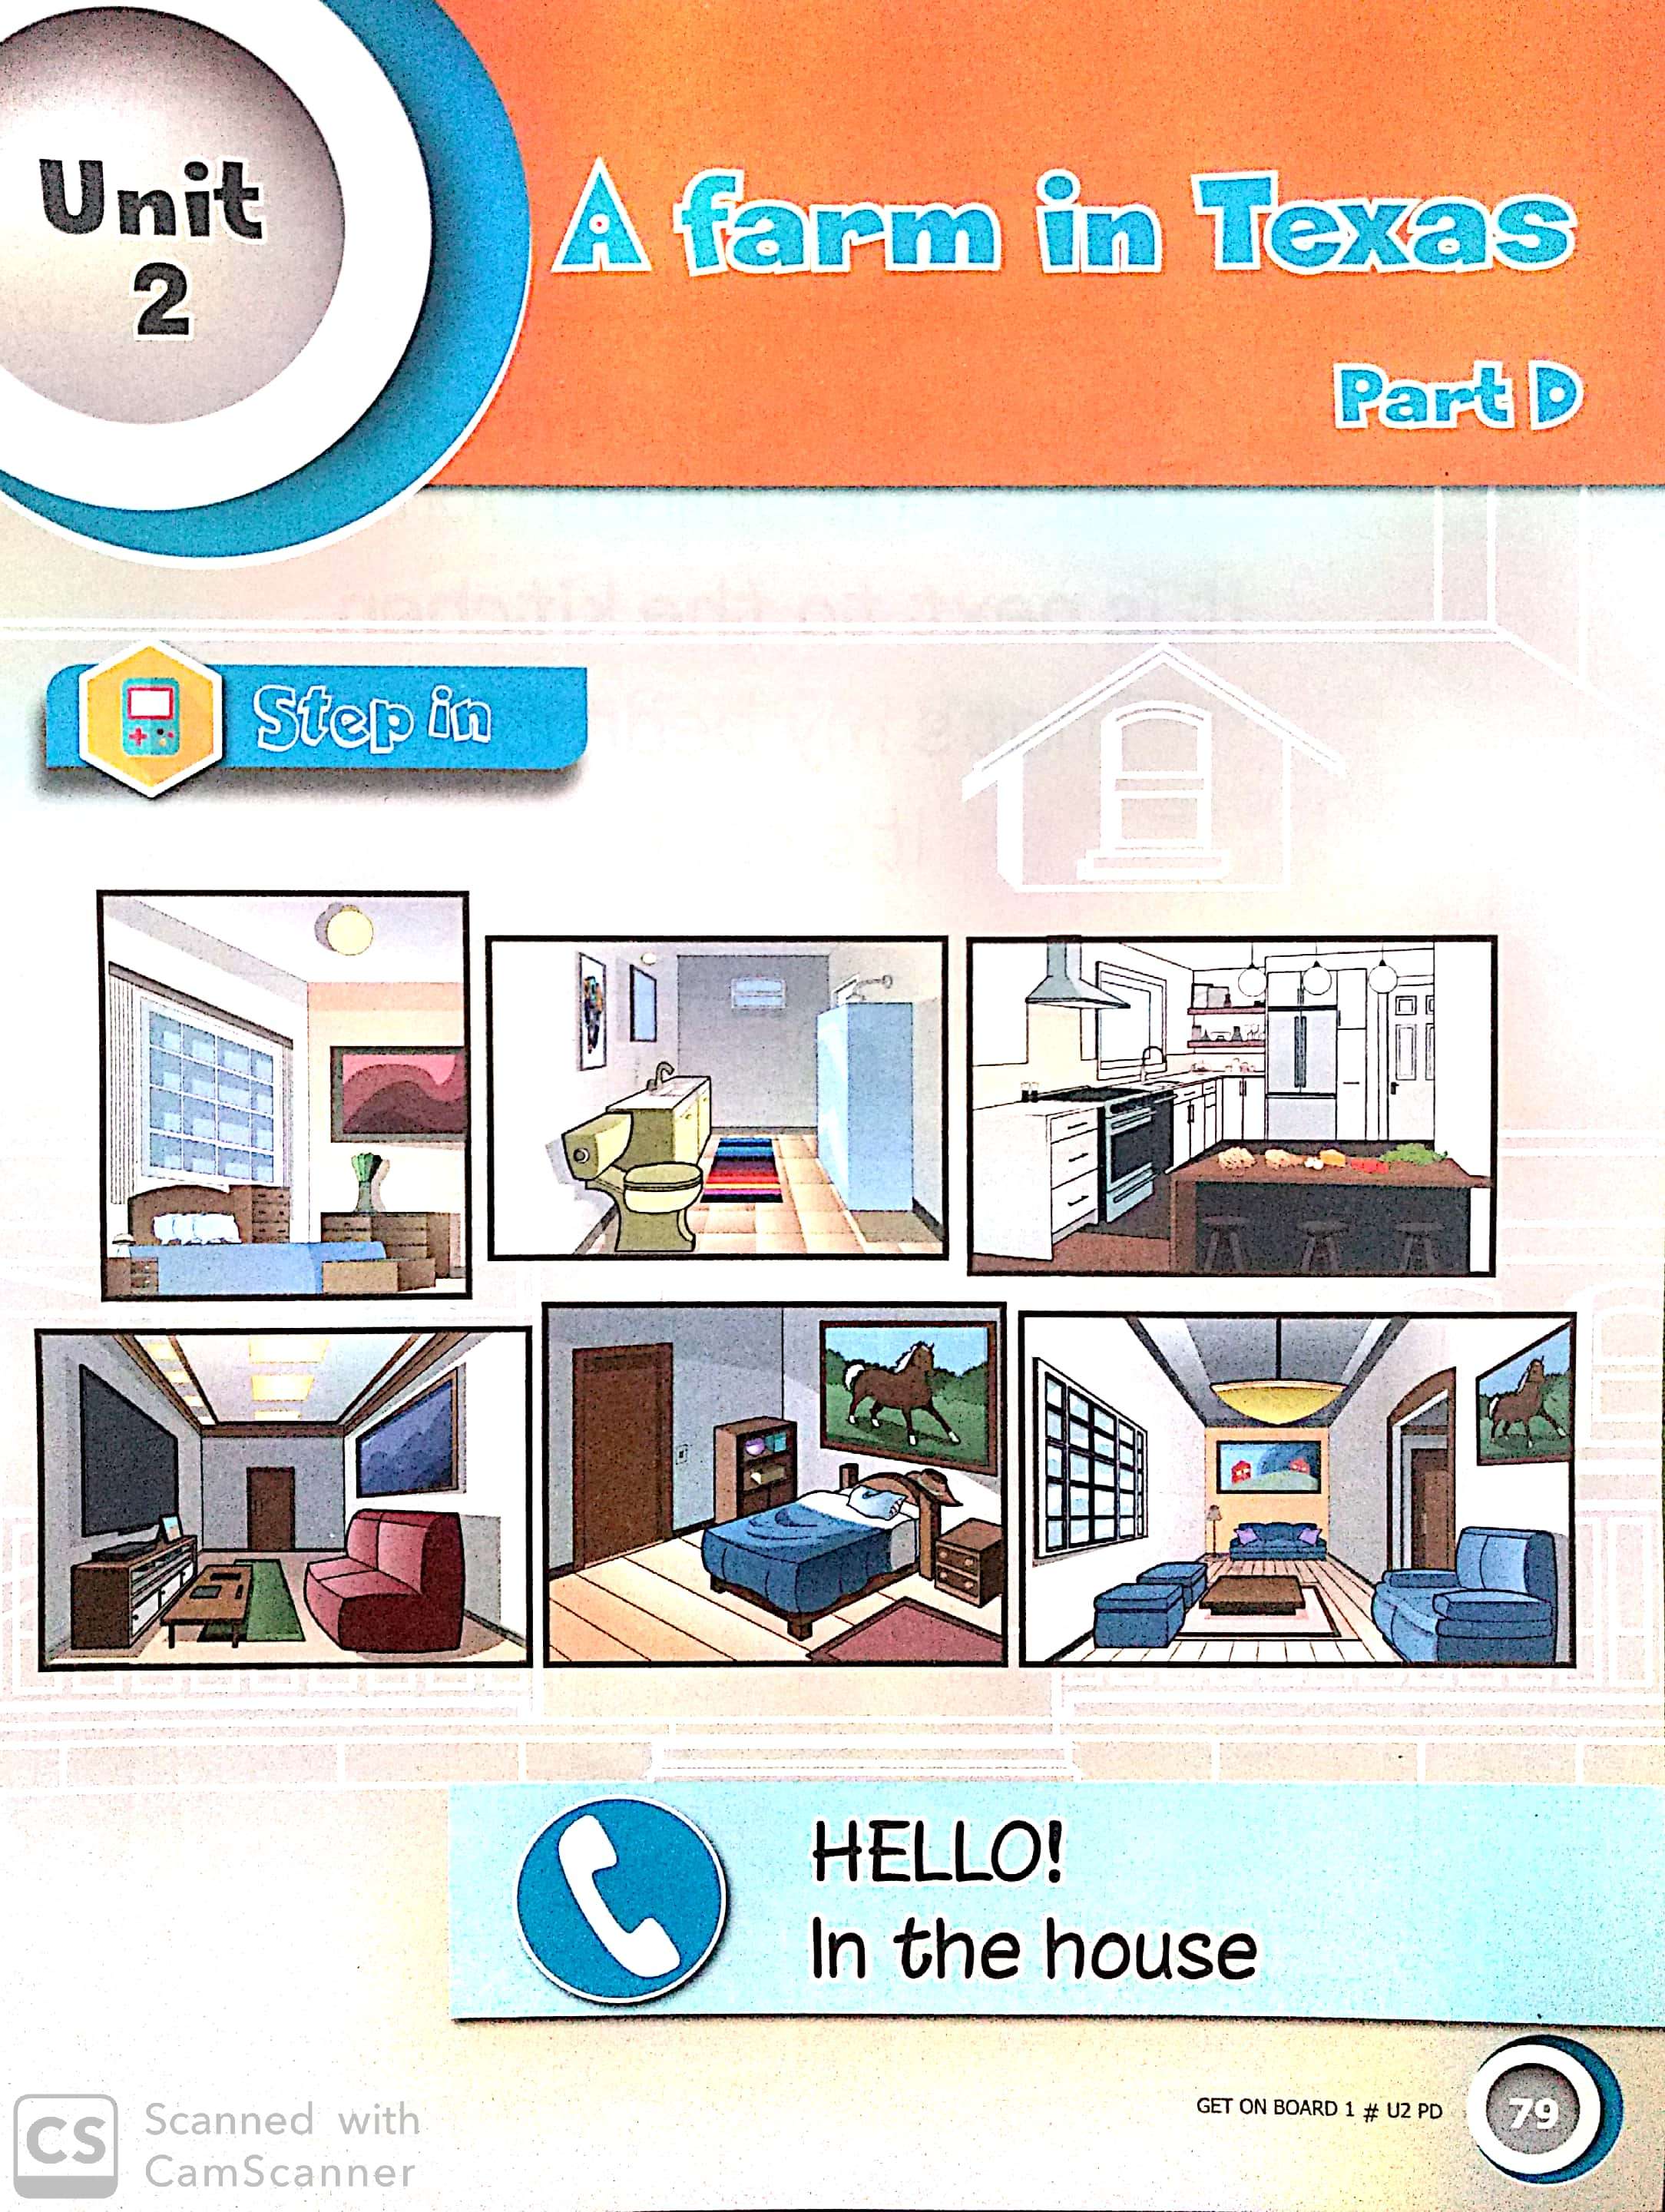 Unit
2
A farm in Texas
Part D
Step in
HELLO!
In the house
GET ON BOARD 1 # U2 PD
79
CS
Scanned with
CamScanner